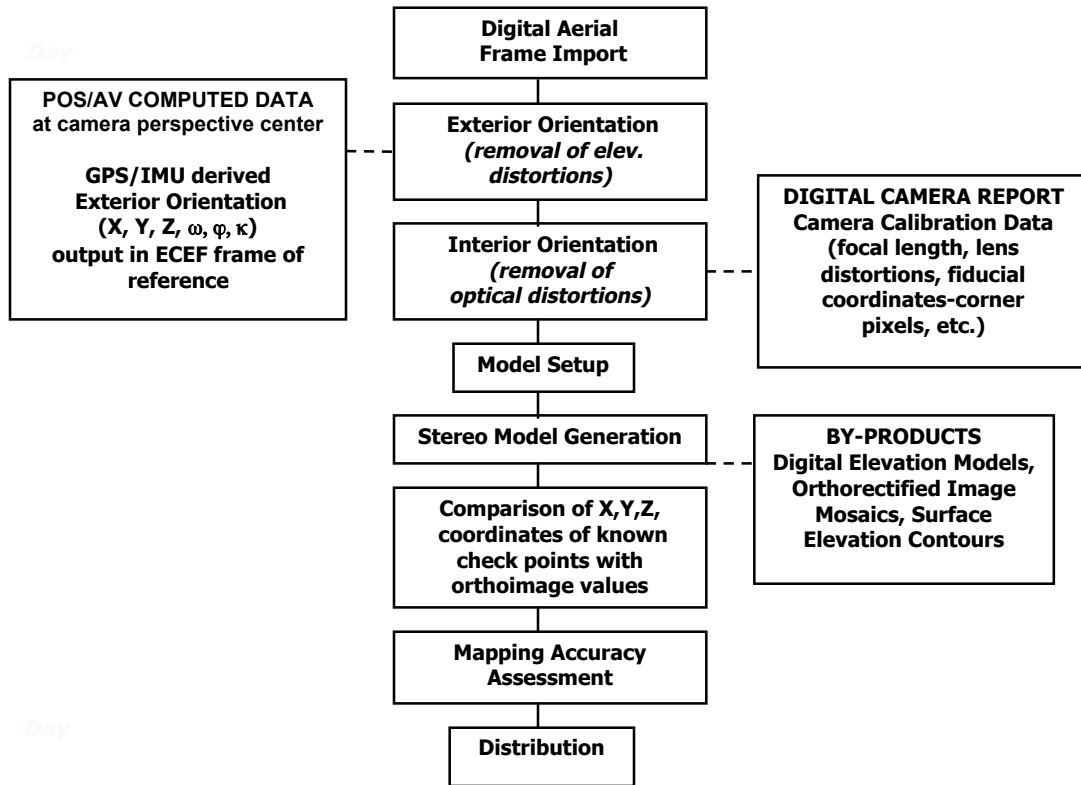 Digital Aerial
Frame Import
Day
POS/AV COMPUTED DATA
at camera perspective center
GPS/IMU derived
Exterior Orientation
(X, Y, Z, ω, φ, κ)
output in ECEF frame of
reference
Exterior Orientation
(removal of elev.
distortions)
Interior Orientation
(removal of
optical distortions)
DIGITAL CAMERA REPORT
Camera Calibration Data
(focal length, lens
distortions, fiducial
coordinates-corner
pixels, etc.)
Model Setup
Stereo Model Generation
BY-PRODUCTS
Digital Elevation Models,
Orthorectified Image
Mosaics, Surface
Elevation Contours
Comparison of X,Y,Z,
coordinates of known
check points with
orthoimage values
Mapping Accuracy
Assessment
Day
Distribution